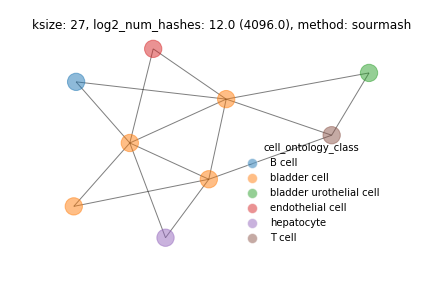 ksize: 27, log2_num_hashes: 12.0 (4096.0), method: sourmash
cell_ontology_class
B cell
bladder cell
bladder urothelial cell
endothelial cell
hepatocyte
T cell